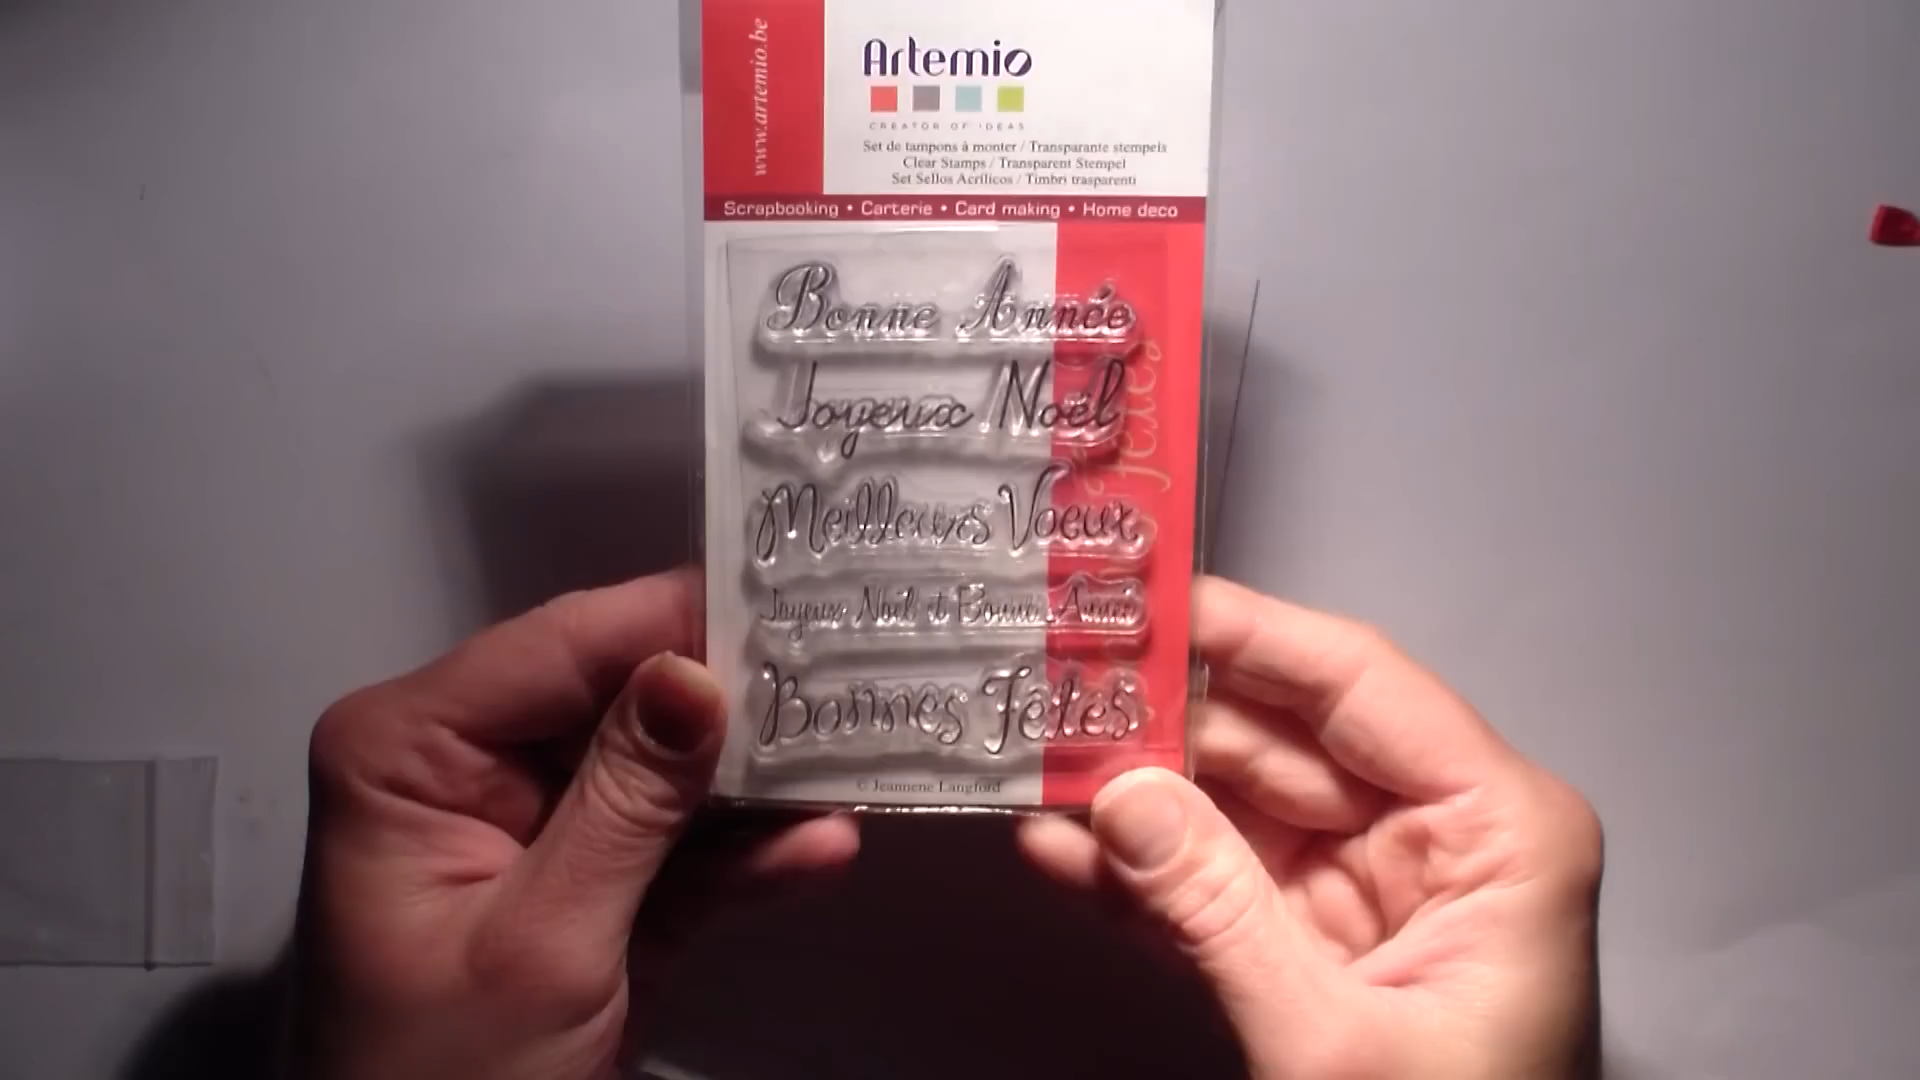 www.artemio.be
Artemio
CREATOR OF IDEAS
Set de tampons à monter / Transparante stempels
Clear Stamps / Transparent Stempel
Set Sellos Acrílicos / Timbri trasparenti
Scrapbooking • Carterie • Card making • Home deco
Bonne Année
Joyeux Noël
Meilleurs Voeux
Joyeux Noël et Bonne Année
Bonnes Fêtes
© Jeannene Langford